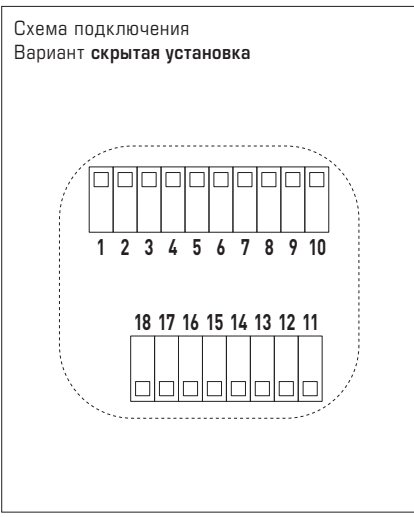 Схема подключения
Вариант скрытая установка
1 2 3 4 5 6 7 8 9 10
18 17 16 15 14 13 12 11